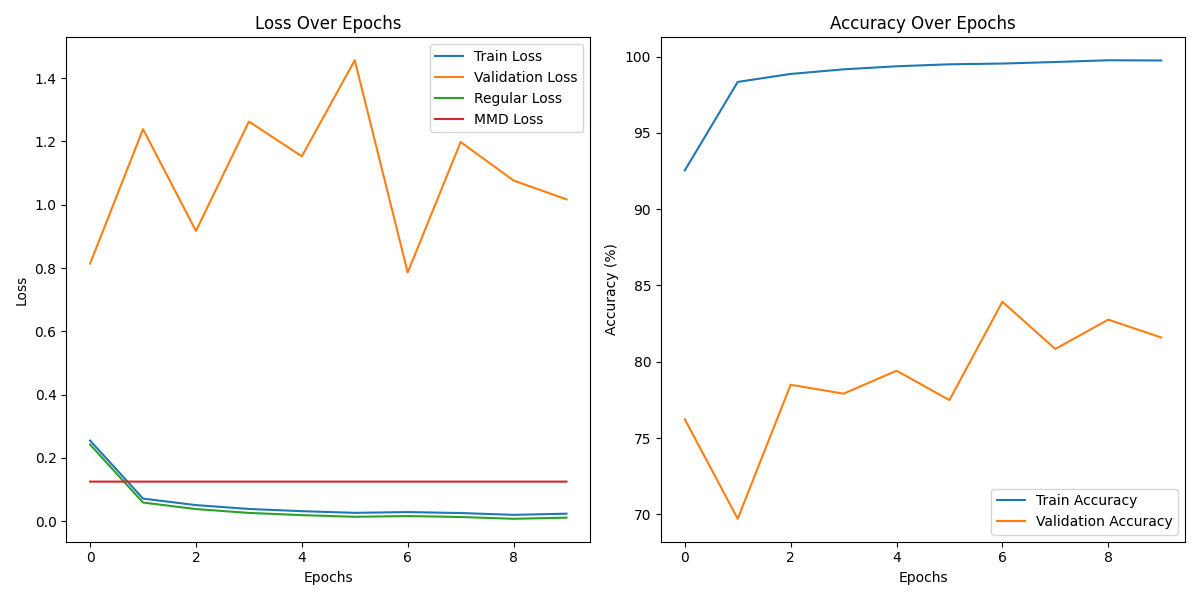 Loss Over Epochs
Train Loss
Validation Loss
Regular Loss
MMD Loss
1.4
1.2
1.0
0.8
0.6
0.4
0.2
0.0
Loss
0 2 4 6 8
Epochs
Accuracy Over Epochs
100
95
90
85
80
75
70
Accuracy (%)
Train Accuracy
Validation Accuracy
0 2 4 6 8
Epochs